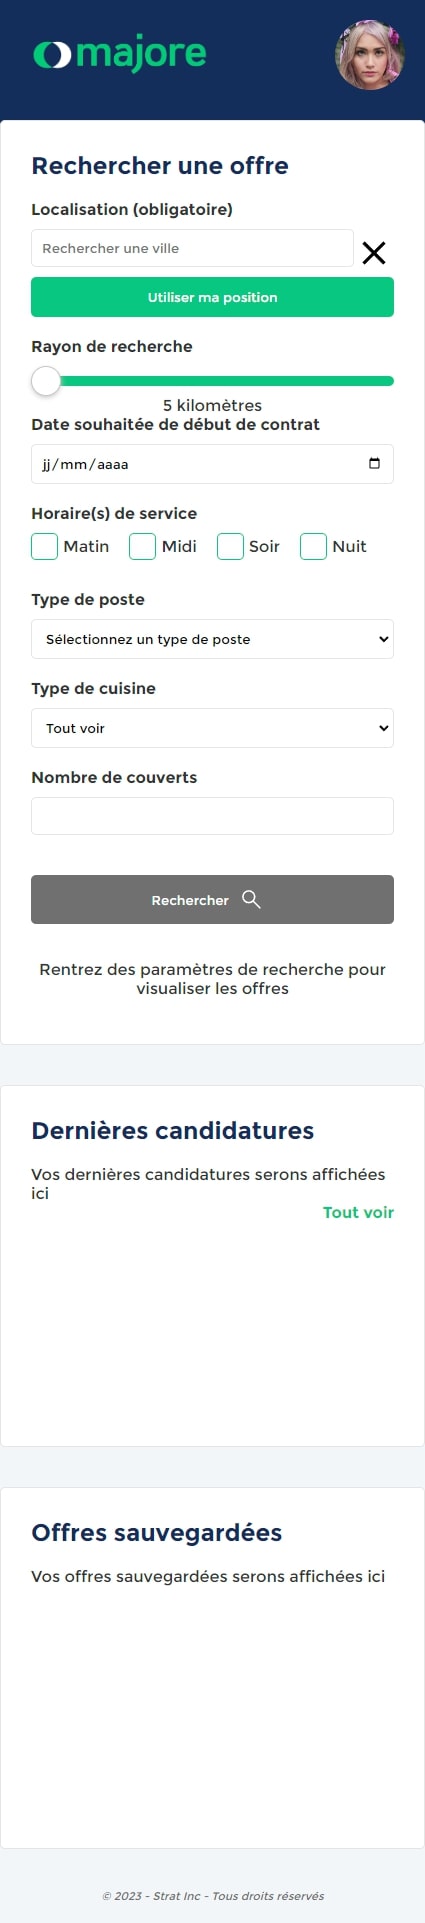 majore
Rechercher une offre
Localisation (obligatoire)
Rechercher une ville
Utiliser ma position
Rayon de recherche
5 kilomètres
Date souhaitée de début de contrat
jj/mm/aaaa
Horaire(s) de service
Matin Midi Soir Nuit
Type de poste
Sélectionnez un type de poste
Type de cuisine
Tout voir
Nombre de couverts
Rechercher
Rentrez des paramètres de recherche pour
visualiser les offres
Dernières candidatures
Vos dernières candidatures serons affichées
ici
Tout voir
Offres sauvegardées
Vos offres sauvegardées serons affichées ici
© 2023 - Strat Inc - Tous droits réservés